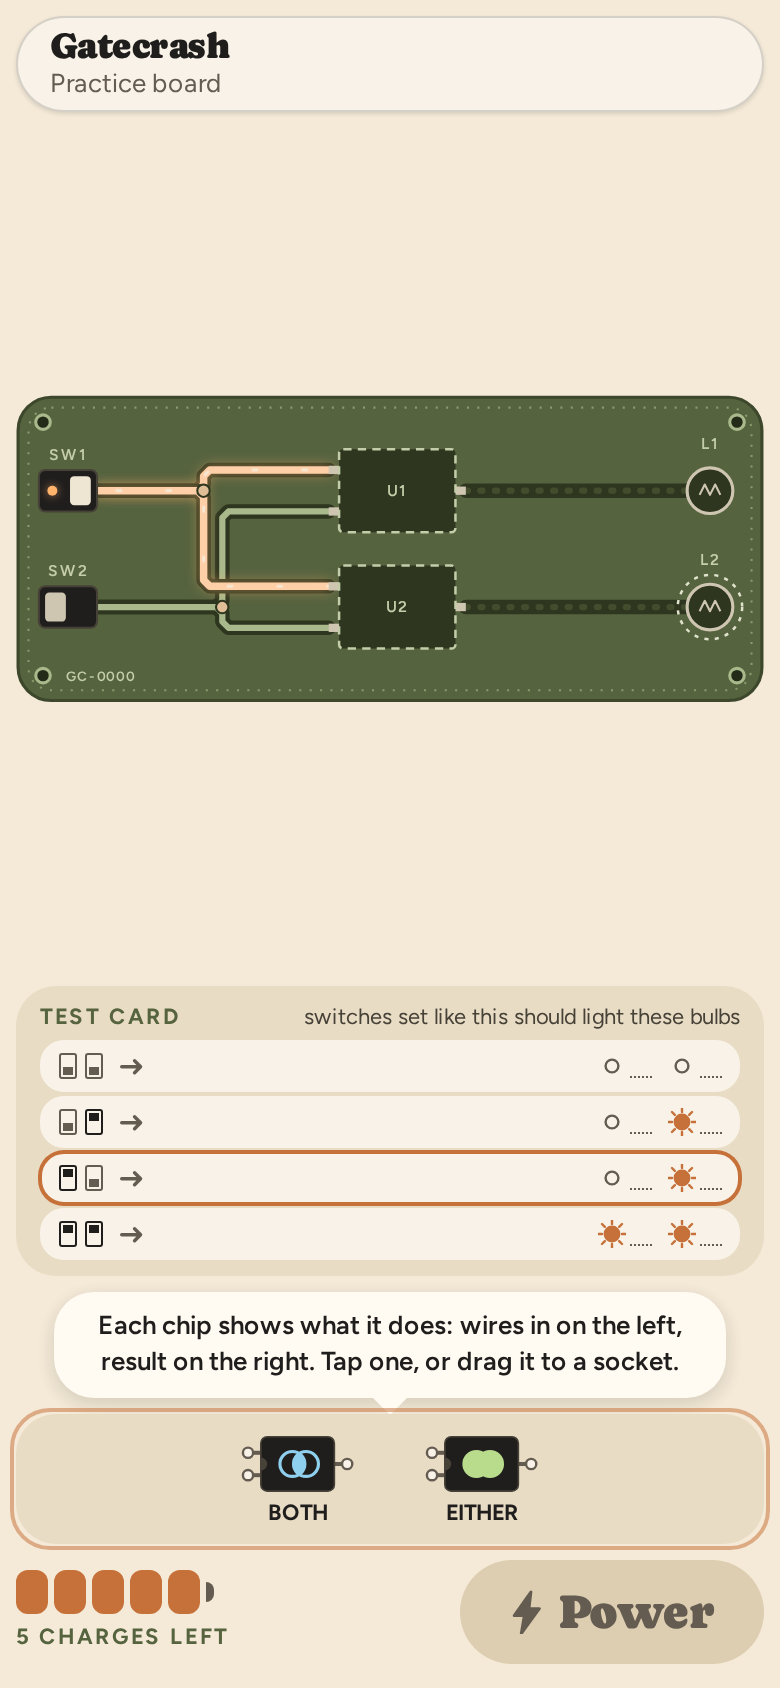 Gatecrash
Practice board
SW1
L1
U1
SW2
L2
U2
GC-0000
TEST CARD
switches set like this should light these bulbs
Each chip shows what it does: wires in on the left,
result on the right. Tap one, or drag it to a socket.
BOTH
EITHER
5 CHARGES LEFT
Power